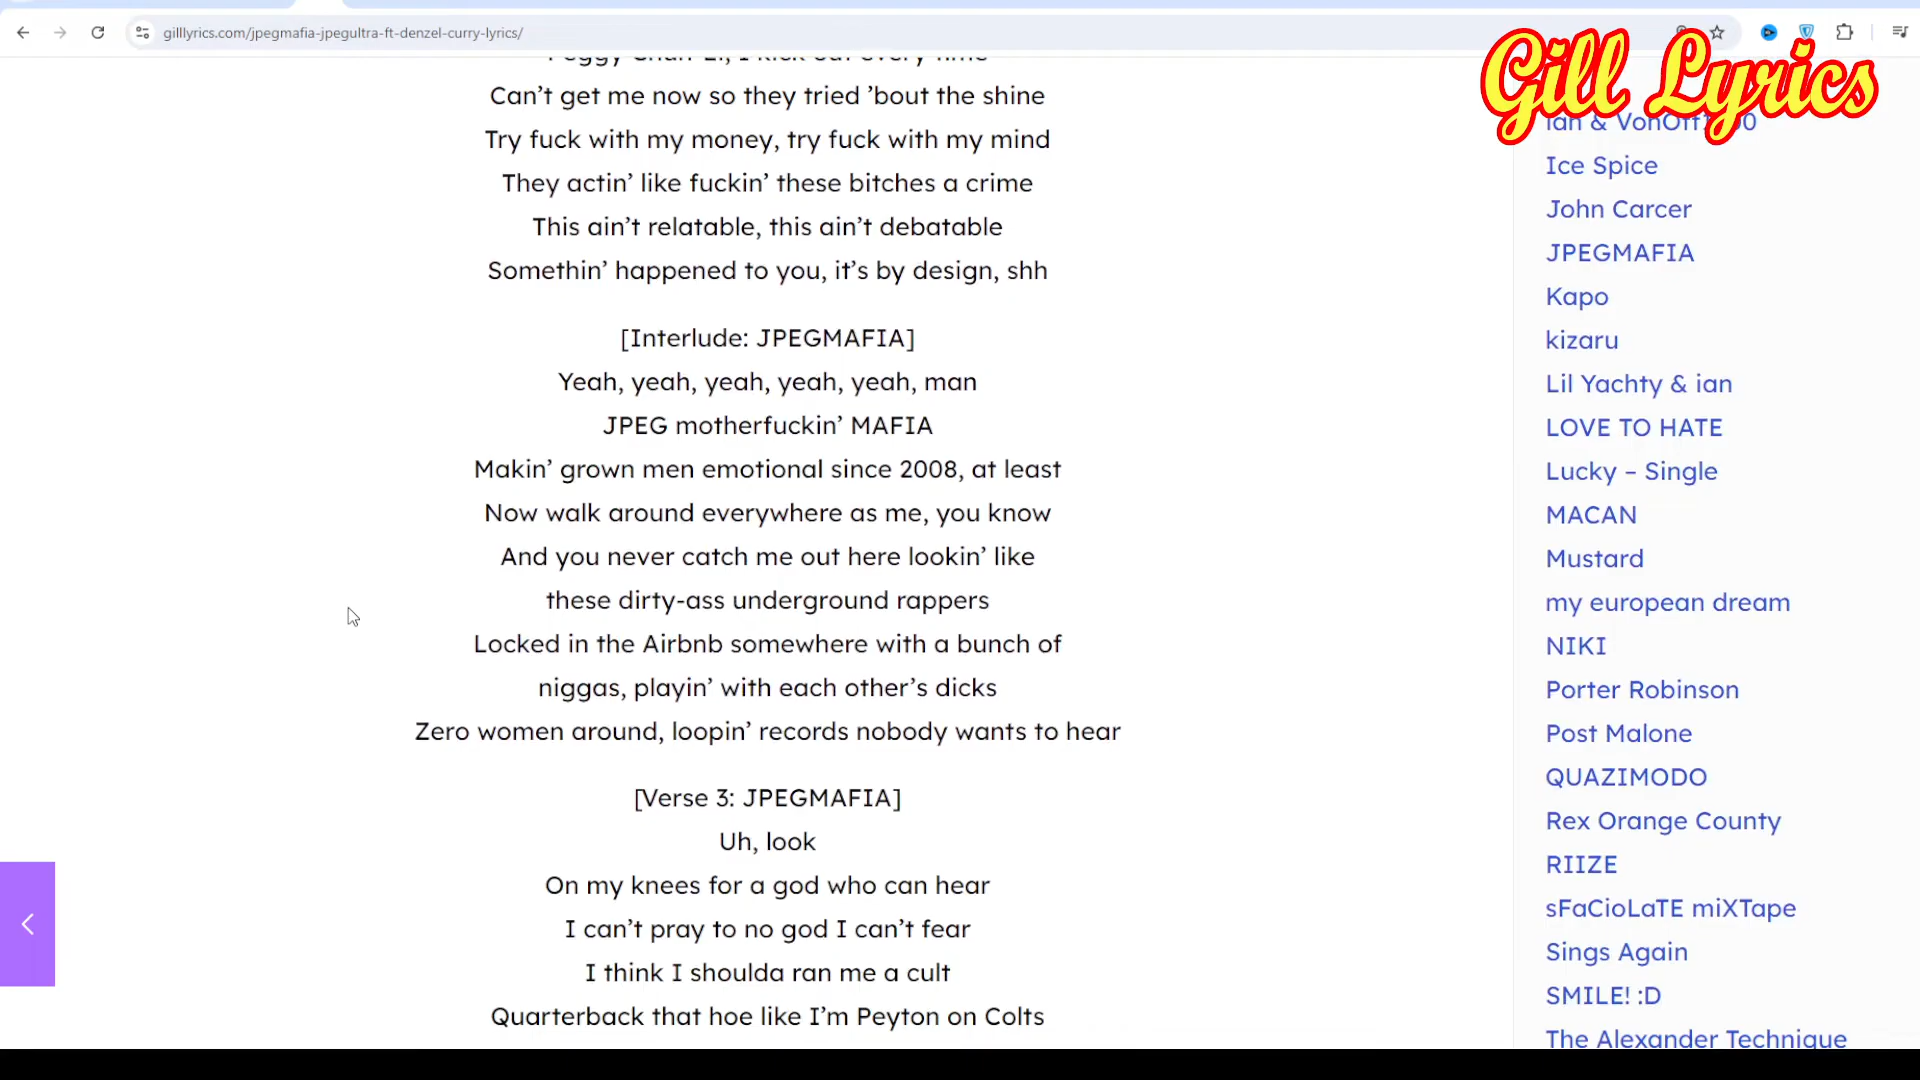 gilllyrics.com/jpegmafia-jpegultra-ft-denzel-curry-lyrics/
Gill Lyrics
I kick out every time
Can’t get me now so they tried ’bout the shine
Try fuck with my money, try fuck with my mind
They actin’ like fuckin’ these bitches a crime
This ain’t relatable, this ain’t debatable
Somethin’ happened to you, it’s by design, shh
[Interlude: JPEGMAFIA]
Yeah, yeah, yeah, yeah, yeah, man
JPEG motherfuckin’ MAFIA
Makin’ grown men emotional since 2008, at least
Now walk around everywhere as me, you know
And you never catch me out here lookin’ like
these dirty-ass underground rappers
Locked in the Airbnb somewhere with a bunch of
niggas, playin’ with each other’s dicks
Zero women around, loopin’ records nobody wants to hear
[Verse 3: JPEGMAFIA]
Uh, look
On my knees for a god who can hear
I can’t pray to no god I can’t fear
I think I shoulda ran me a cult
Quarterback that hoe like I’m Peyton on Colts
Ian &
Ice Spice
John Carcer
JPEGMAFIA
Kapo
kizaru
Lil Yachty & ian
LOVE TO HATE
Lucky – Single
MACAN
Mustard
my european dream
NIKI
Porter Robinson
Post Malone
QUAZIMODO
Rex Orange County
RIIZE
sFaCioLaTE miXTape
Sings Again
SMILE! :D
The Alexander Technique